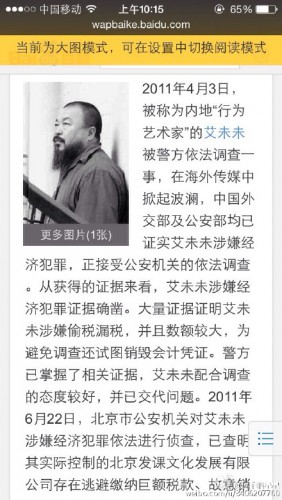 中国移动
上午10:15
wapbaike.baidu.com
当前为大图模式，可在设置中切换阅读模式
2011年4月3日，
被称为内地“行为
艺术家”的艾未未
被警方依法调查一
事，在海外传媒中
掀起波澜，中国外
交部及公安部均已
更多图片(1张)
证实艾未未涉嫌经
济犯罪，正接受公安机关的依法调查
。从获得的证据来看，艾未未涉嫌经
济犯罪证据确凿。大量证据证明艾未
未涉嫌偷税漏税，并且数额较大，为
避免调查还试图销毁会计凭证。警方
已掌握了相关证据，艾未未配合调查
的态度较好，并已交代问题。2011年
6月22日，北京市公安机关对艾未未
涉嫌经济犯罪依法进行侦查，已查明
其实际控制的北京发课文化发展有限
公司存在逃避缴纳巨额税款、故意销